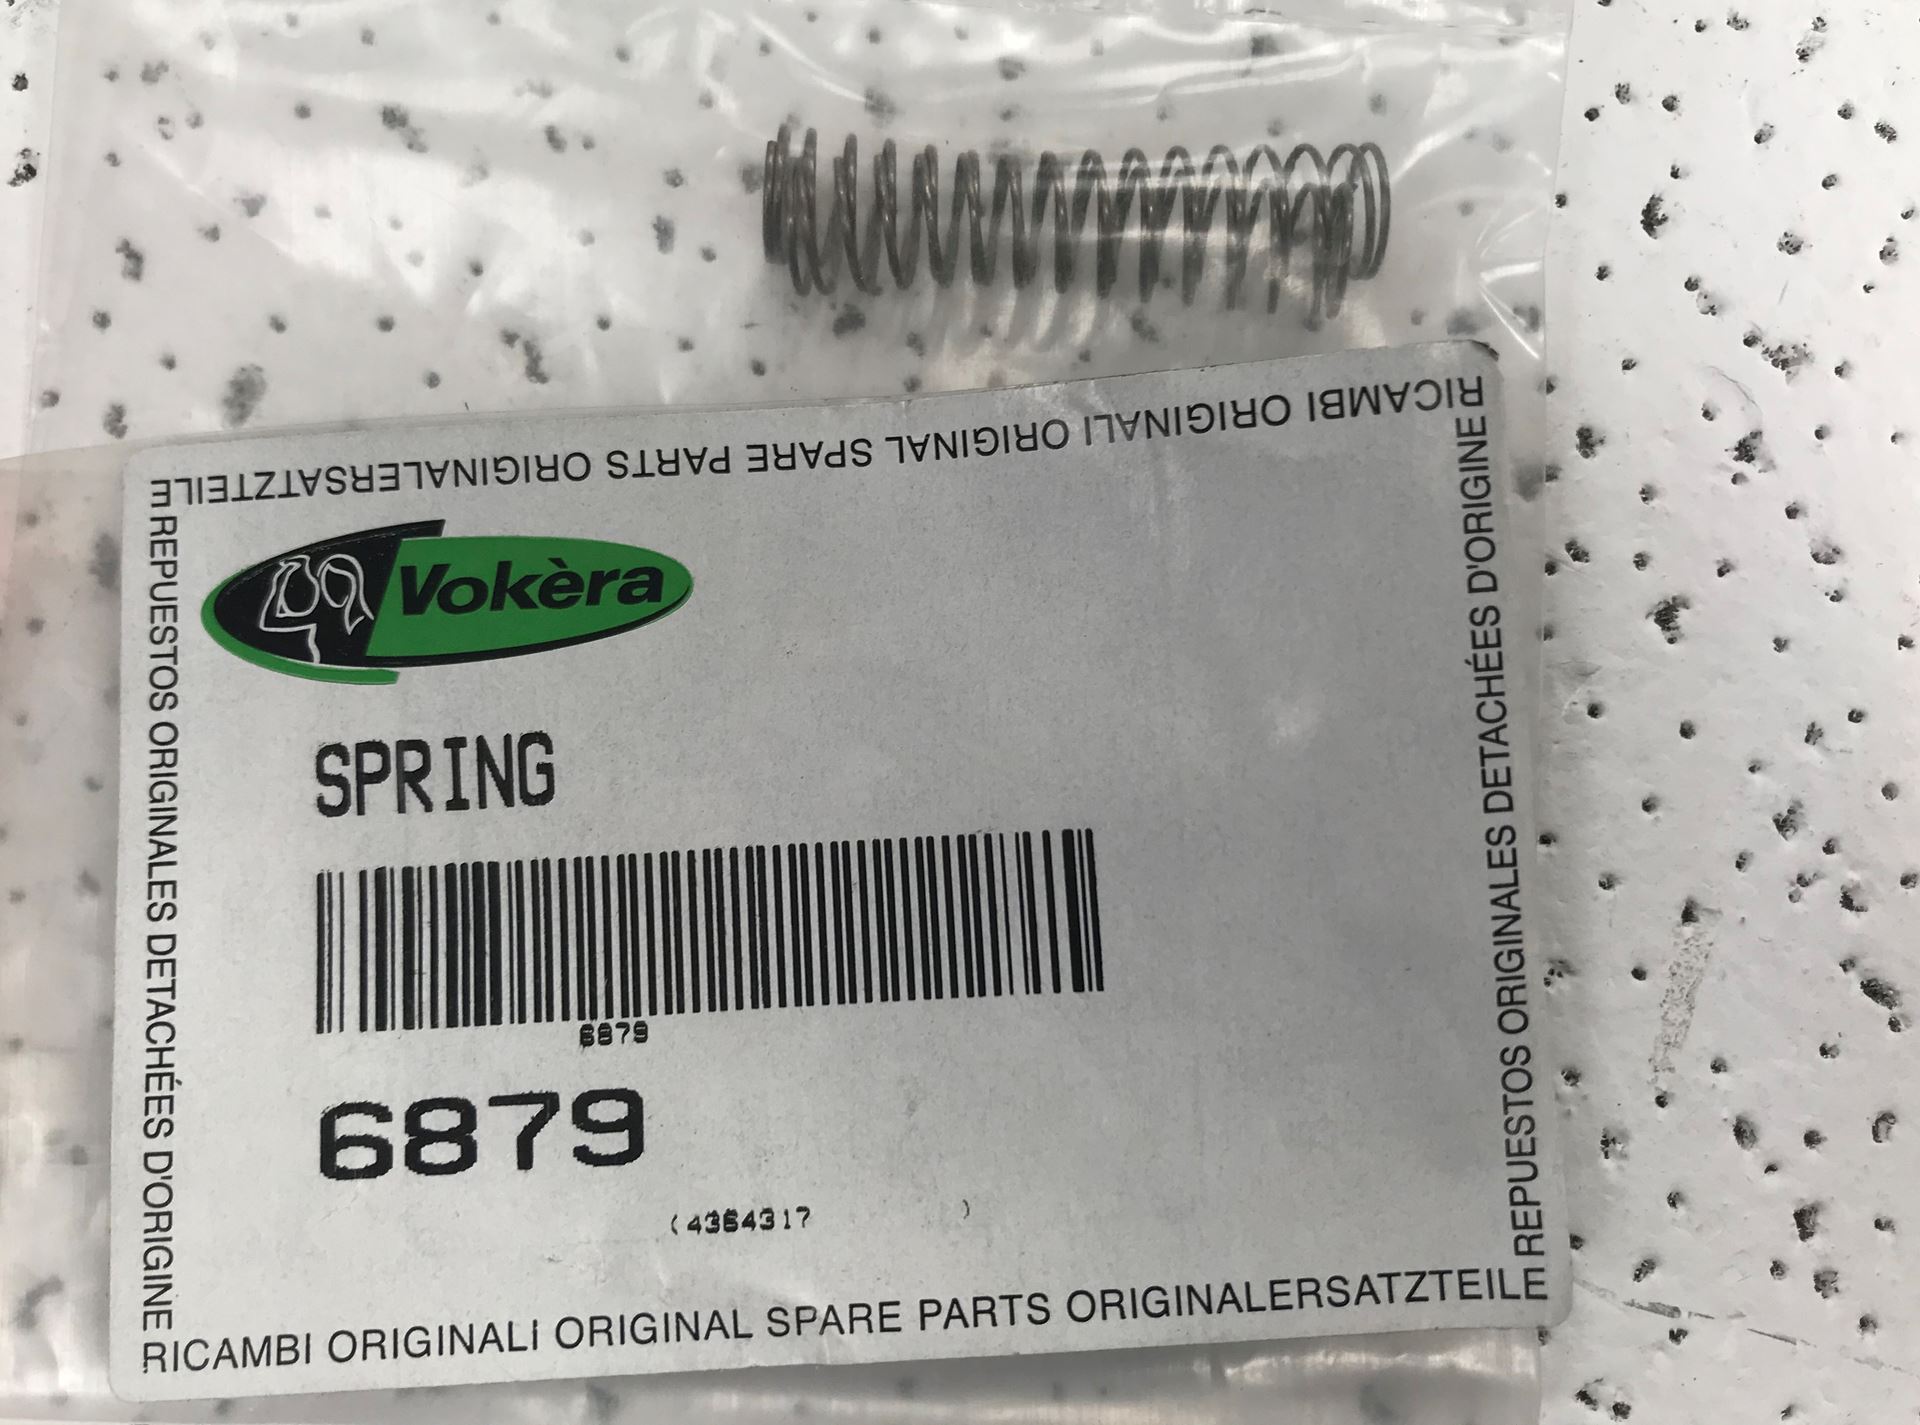 RICAMBI ORIGINALI ORIGINAL SPARE PARTS ORIGINALERSATZTEILE
REPUESTOS ORIGINALES DETACHÉES D'ORIGINE
Vokèra
SPRING
6879
6879
(4364317 )
REPUESTOS ORIGINALES DETACHÉES D'ORIGINE
RICAMBI ORIGINALI ORIGINAL SPARE PARTS ORIGINALERSATZTEILE